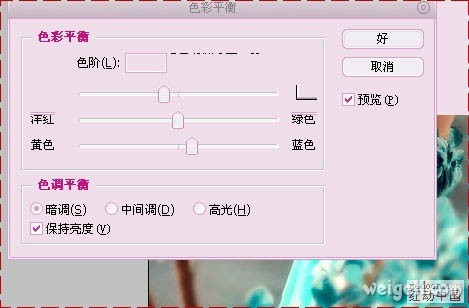 色彩平衡
色彩平衡
色阶(L):
好
取消
预览(P)
洋红 绿色
黄色 蓝色
色调平衡
暗调(S) 中间调(D) 高光(H)
保持亮度(V)
红动中国